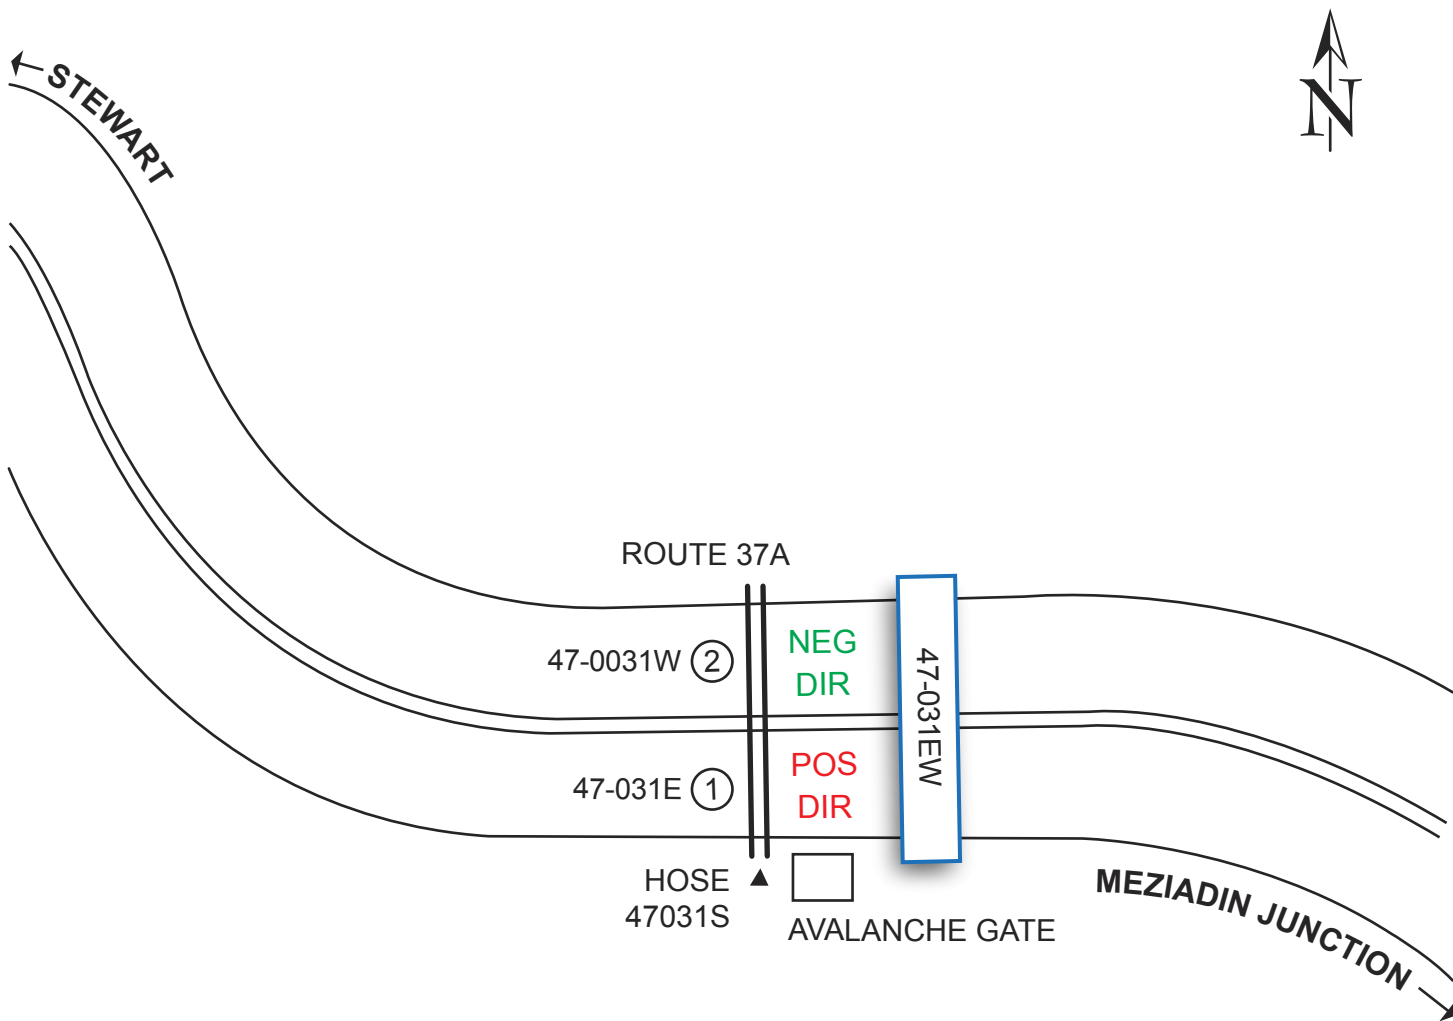 N
STEWART
ROUTE 37A
47-0031W 2
NEG
DIR
47-031EW
47-031E 1
POS
DIR
HOSE
47031S
AVALANCHE GATE
MEZIADIN JUNCTION